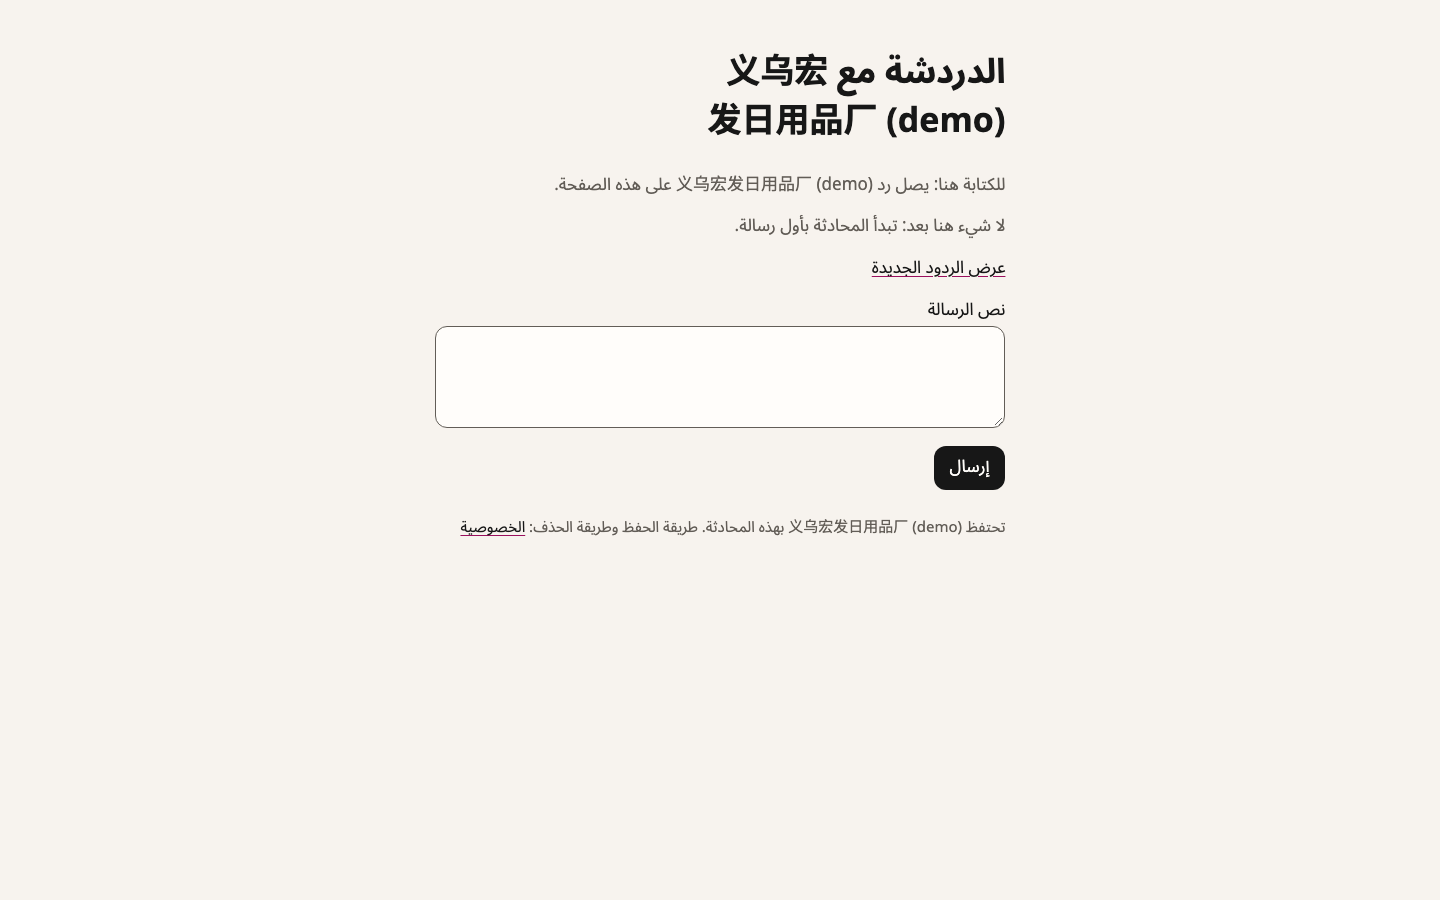 الدردشة مع 义乌宏
发日用品厂 (demo)
للكتابة هنا: يصل رد 义乌宏发日用品厂 (demo) على هذه الصفحة.
لا شيء هنا بعد: تبدأ المحادثة بأول رسالة.
عرض الردود الجديدة
نص الرسالة
إرسال
تحتفظ 义乌宏发日用品厂 (demo) بهذه المحادثة. طريقة الحفظ وطريقة الحذف: الخصوصية